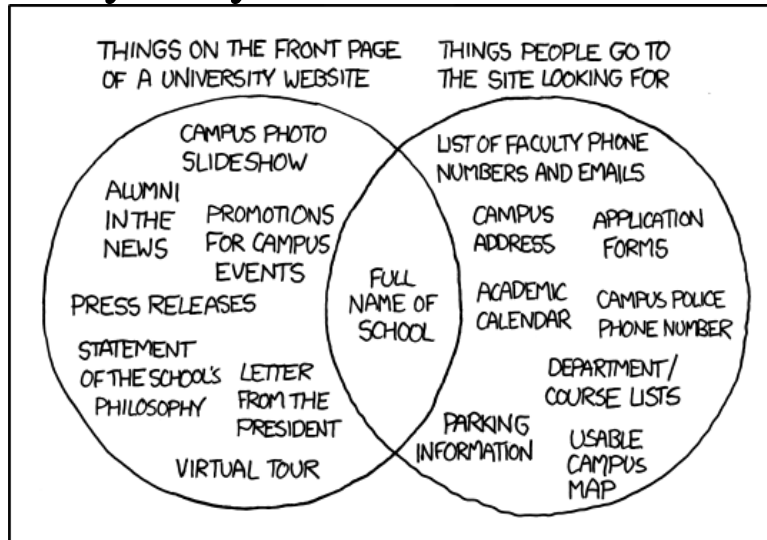 THINGS ON THE FRONT PAGE
OF A UNIVERSITY WEBSITE
THINGS PEOPLE GO TO
THE SITE LOOKING FOR
CAMPUS PHOTO
SLIDESHOW
ALUMNI
IN THE
NEWS
PROMOTIONS
FOR CAMPUS
EVENTS
PRESS RELEASES
STATEMENT
OF THE SCHOOL'S
PHILOSOPHY
LETTER
FROM THE
PRESIDENT
VIRTUAL TOUR
FULL
NAME OF
SCHOOL
LIST OF FACULTY PHONE
NUMBERS AND EMAILS
CAMPUS
ADDRESS
APPLICATION
FORMS
ACADEMIC
CALENDAR
CAMPUS POLICE
PHONE NUMBER
DEPARTMENT/
COURSE LISTS
PARKING
INFORMATION
USABLE
CAMPUS
MAP